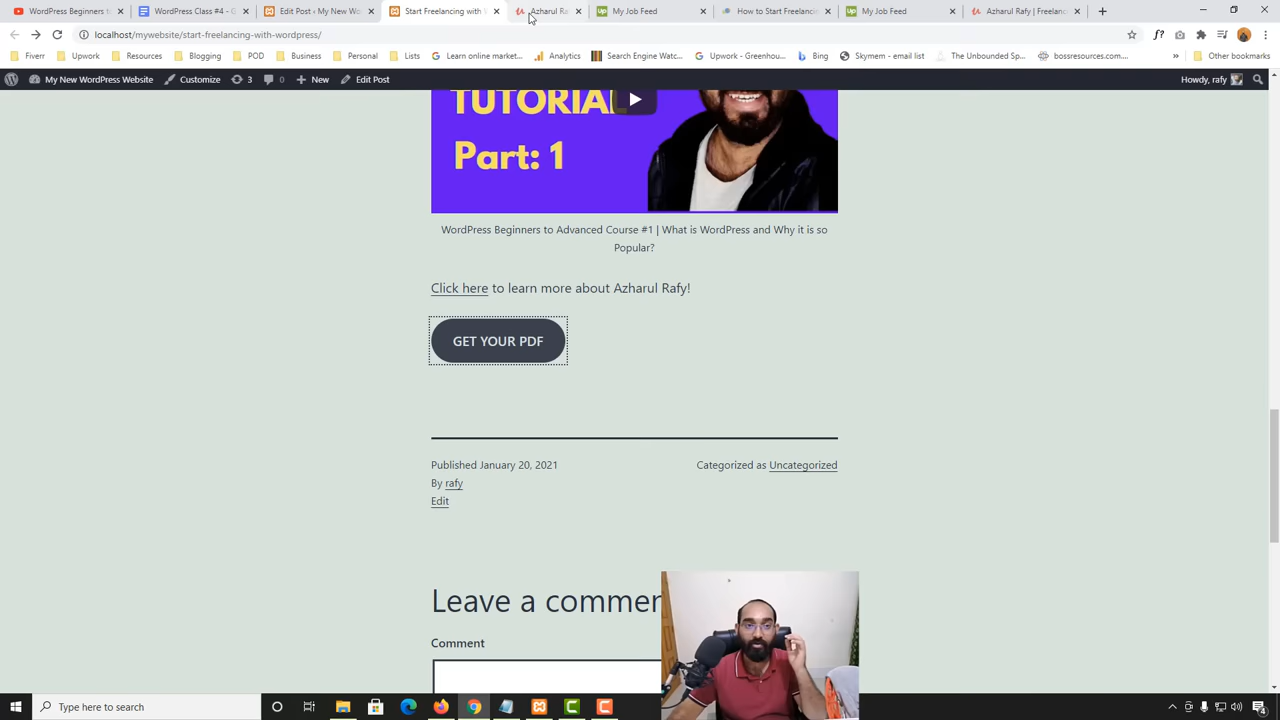 WordPress Beginners to
WordPress Class #4 - G
Edit Post ‹ My New Wo
Start Freelancing with
Azharul Ra
My Job Feed
How to Start Freelancin
My Job Feed
Azharul Rafy | Freelanc
localhost/mywebsite/start-freelancing-with-wordpress/
Fiverr
Upwork
Resources
Blogging
POD
Business
Personal
Learn online market...
Analytics
Search Engine Watc...
Upwork - Greenhou...
Bing
Skymem - email list
The Unbounded Sp...
bossresources.com...
»
Other bookmarks
My New WordPress Website
Customize
3
0
New
Edit Post
Howdy, rafy
TUTORIAL
Part: 1
WordPress Beginners to Advanced Course #1 | What is WordPress and Why it is so
Popular?
Click here to learn more about Azharul Rafy!
GET YOUR PDF
Published January 20, 2021
Categorized as Uncategorized
By rafy
Edit
Leave a commen
Comment
Type here to search